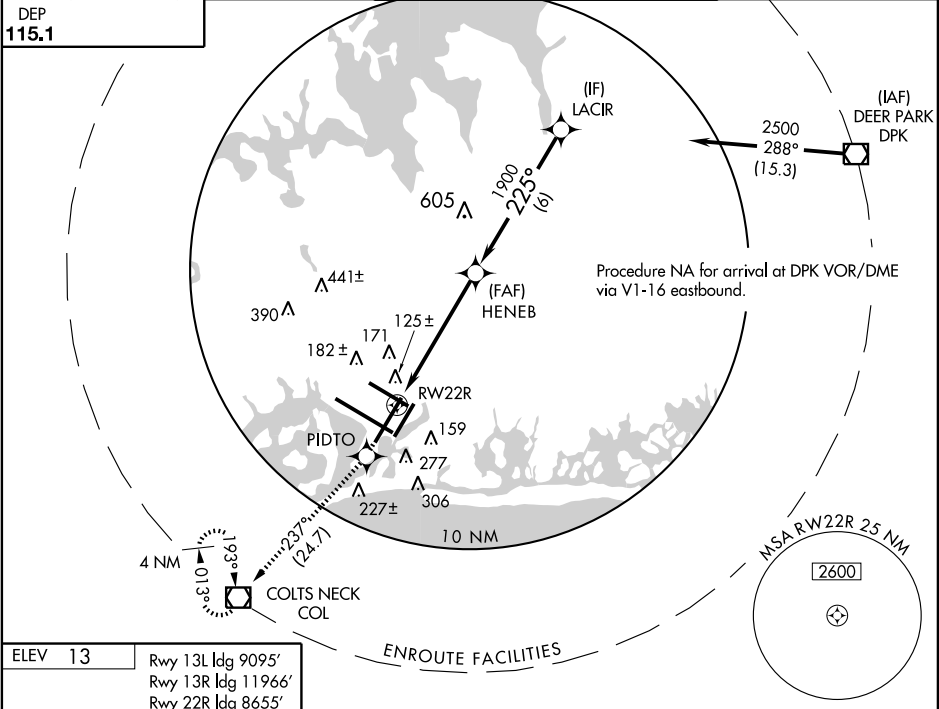 DEP
115.1
(IF)
LACIR
(IAF)
DEER PARK
DPK
2500
288°
(15.3)
1900
225°
(6)
605
Procedure NA for arrival at DPK VOR/DME
via V1-16 eastbound.
(FAF)
HENEB
441±
390
125±
171
182±
RW22R
159
PIDTO
277
306
227±
10 NM
237°
(24.7)
4 NM
193°
013°
COLTS NECK
COL
MSA RW22R 25 NM
2600
ENROUTE FACILITIES
ELEV 13
Rwy 13L ldg 9095'
Rwy 13R ldg 11966'
Rwy 22R ldg 8655'